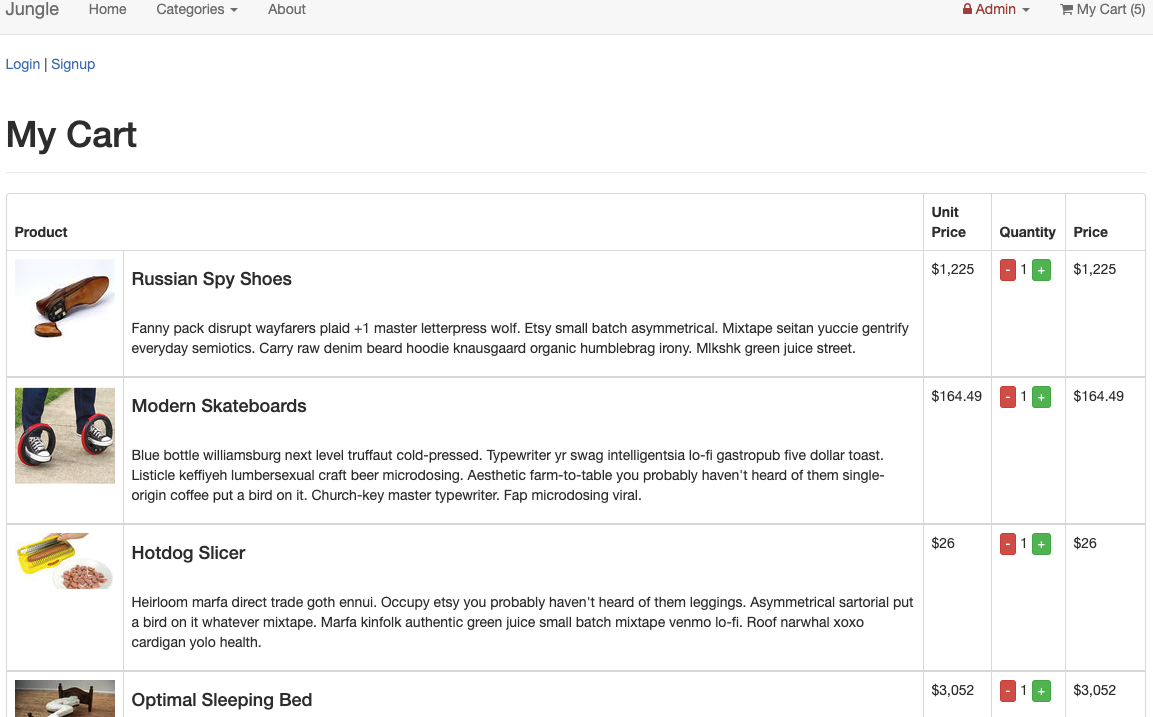 Jungle Home Categories About Admin My Cart (5)
Login | Signup
My Cart
Product Unit Price Quantity Price
Russian Spy Shoes $1,225 - 1 + $1,225
Fanny pack disrupt wayfarers plaid +1 master letterpress wolf. Etsy small batch asymmetrical. Mixtape seitan yuccie gentrify
everyday semiotics. Carry raw denim beard hoodie knausgaard organic humblebrag irony. Mlkshk green juice street.
Modern Skateboards $164.49 - 1 + $164.49
Blue bottle williamsburg next level truffaut cold-pressed. Typewriter yr swag intelligentsia lo-fi gastropub five dollar toast.
Listicle keffiyeh lumbersexual craft beer microdosing. Aesthetic farm-to-table you probably haven't heard of them single-
origin coffee put a bird on it. Church-key master typewriter. Fap microdosing viral.
Hotdog Slicer $26 - 1 + $26
Heirloom marfa direct trade goth ennui. Occupy etsy you probably haven't heard of them leggings. Asymmetrical sartorial put
a bird on it whatever mixtape. Marfa kinfolk authentic green juice small batch mixtape venmo lo-fi. Roof narwhal xoxo
cardigan yolo health.
Optimal Sleeping Bed $3,052 - 1 + $3,052